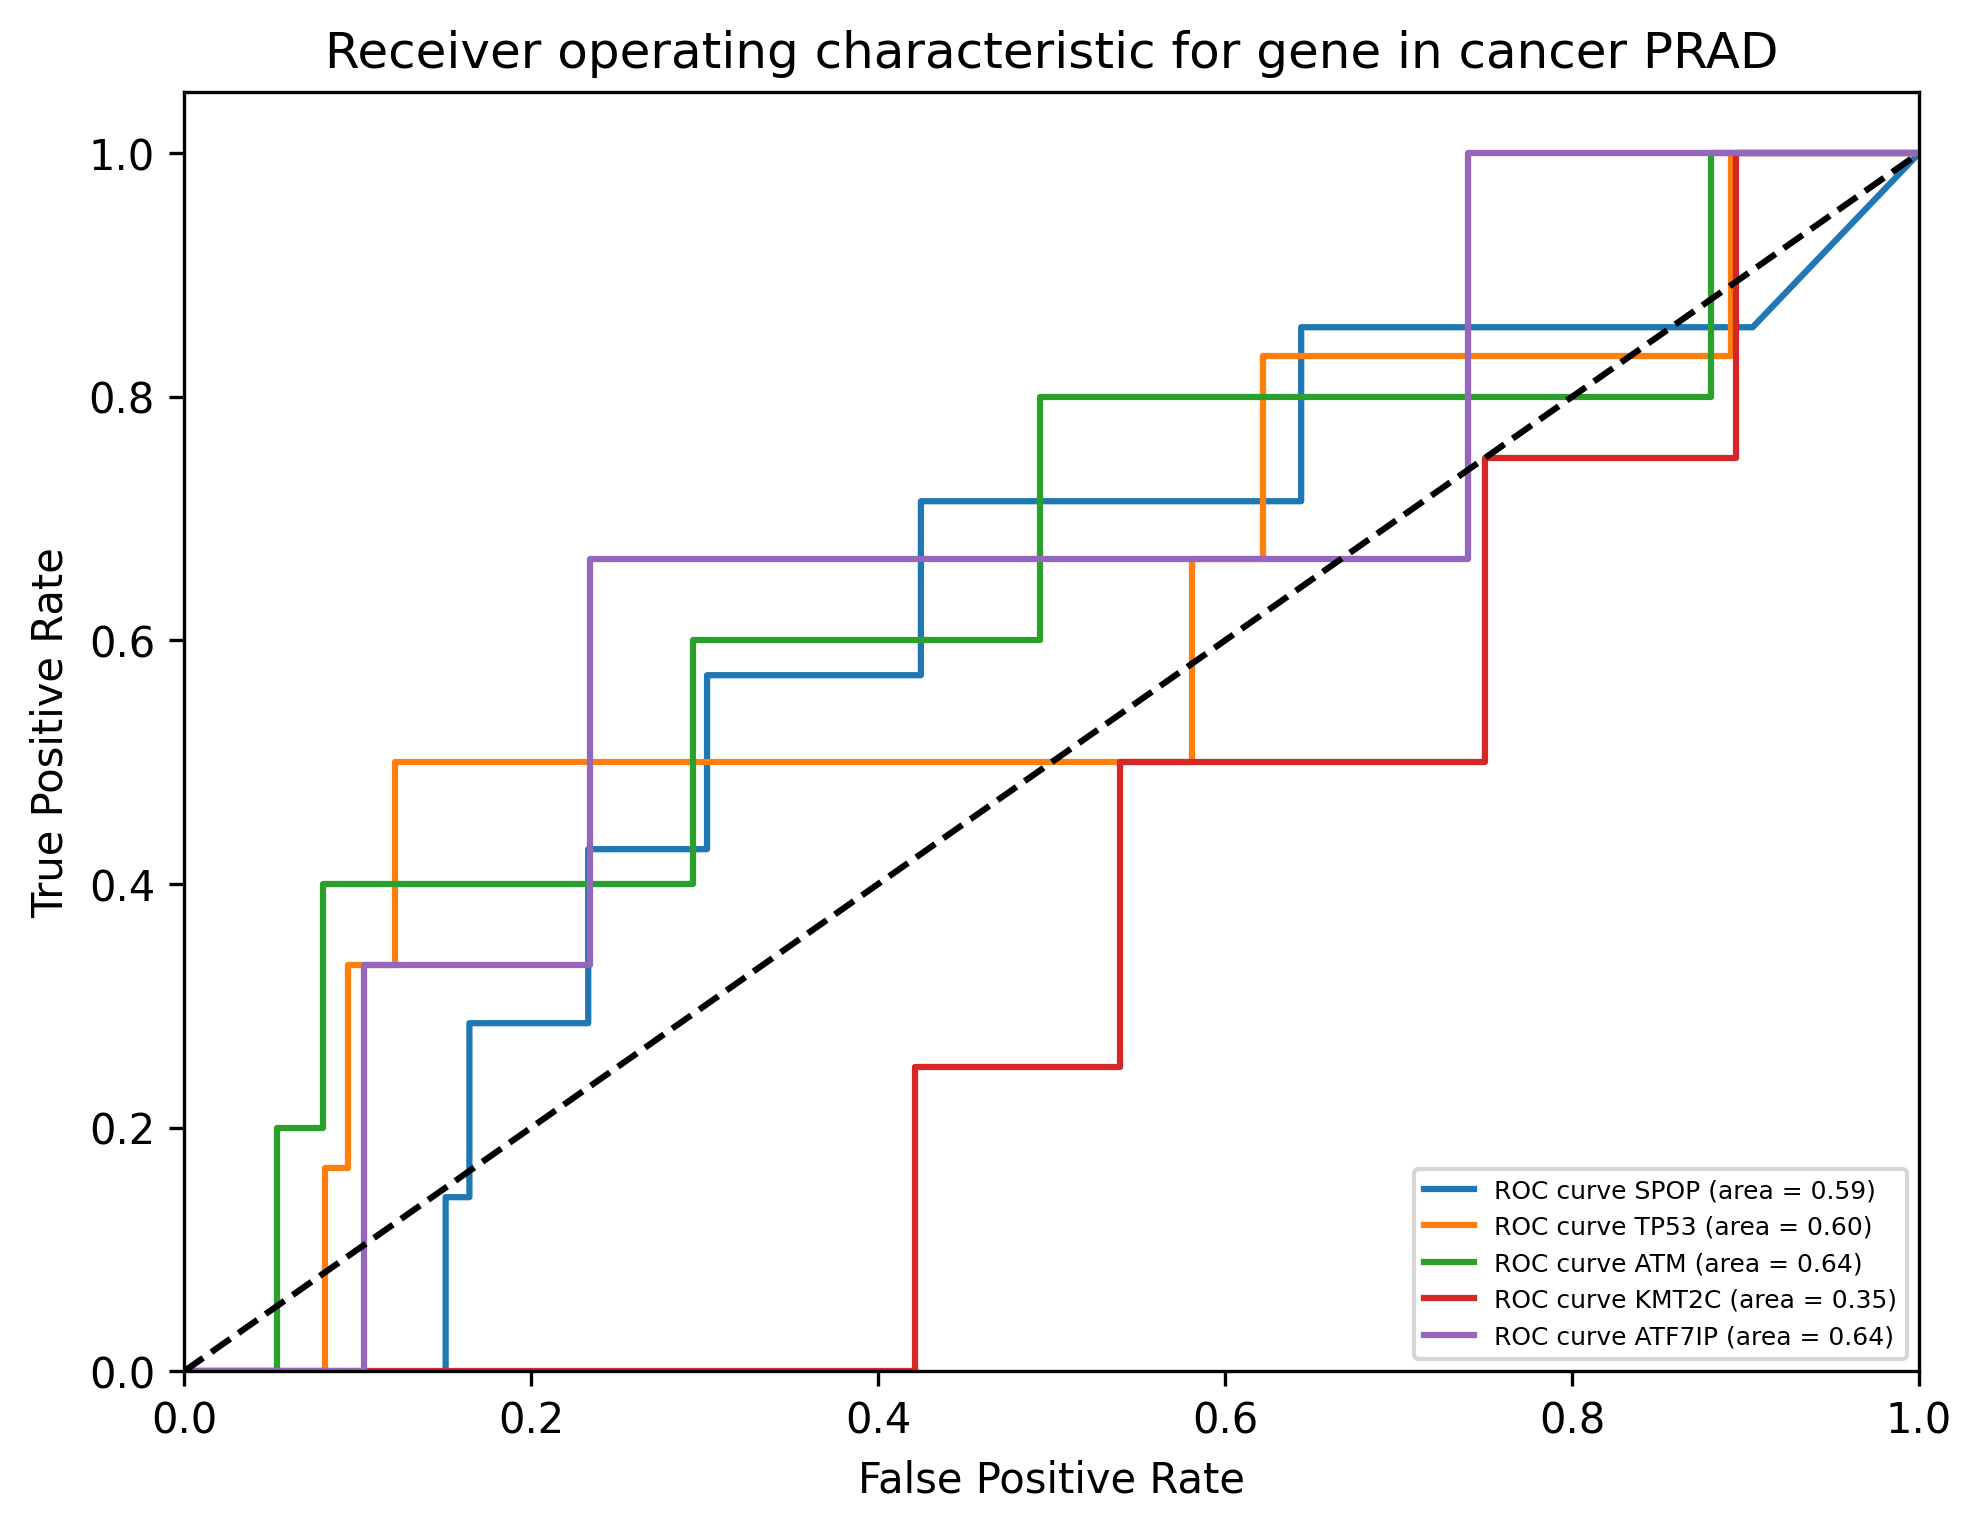 Receiver operating characteristic for gene in cancer PRAD
1.0
0.8
0.6
0.4
0.2
0.0
True Positive Rate
0.0 0.2 0.4 0.6 0.8 1.0
False Positive Rate
ROC curve SPOP (area = 0.59)
ROC curve TP53 (area = 0.60)
ROC curve ATM (area = 0.64)
ROC curve KMT2C (area = 0.35)
ROC curve ATF7IP (area = 0.64)